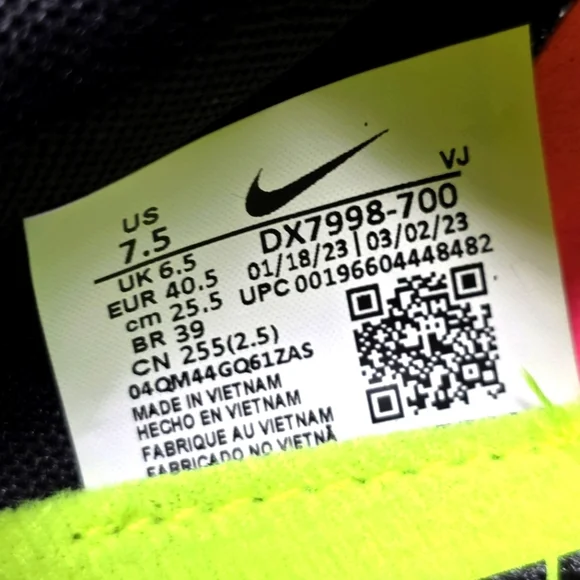 VJ
US
7.5
UK 6.5
EUR 40.5
cm 25.5
BR 39
CN 255(2.5)
DX7998-700
01/18/23 | 03/02/23
UPC 00196604448482
04QM44GQ61ZAS
MADE IN VIETNAM
HECHO EN VIETNAM
FABRIQUE AU VIETNAM
FABRICADO NO VIETNÃ